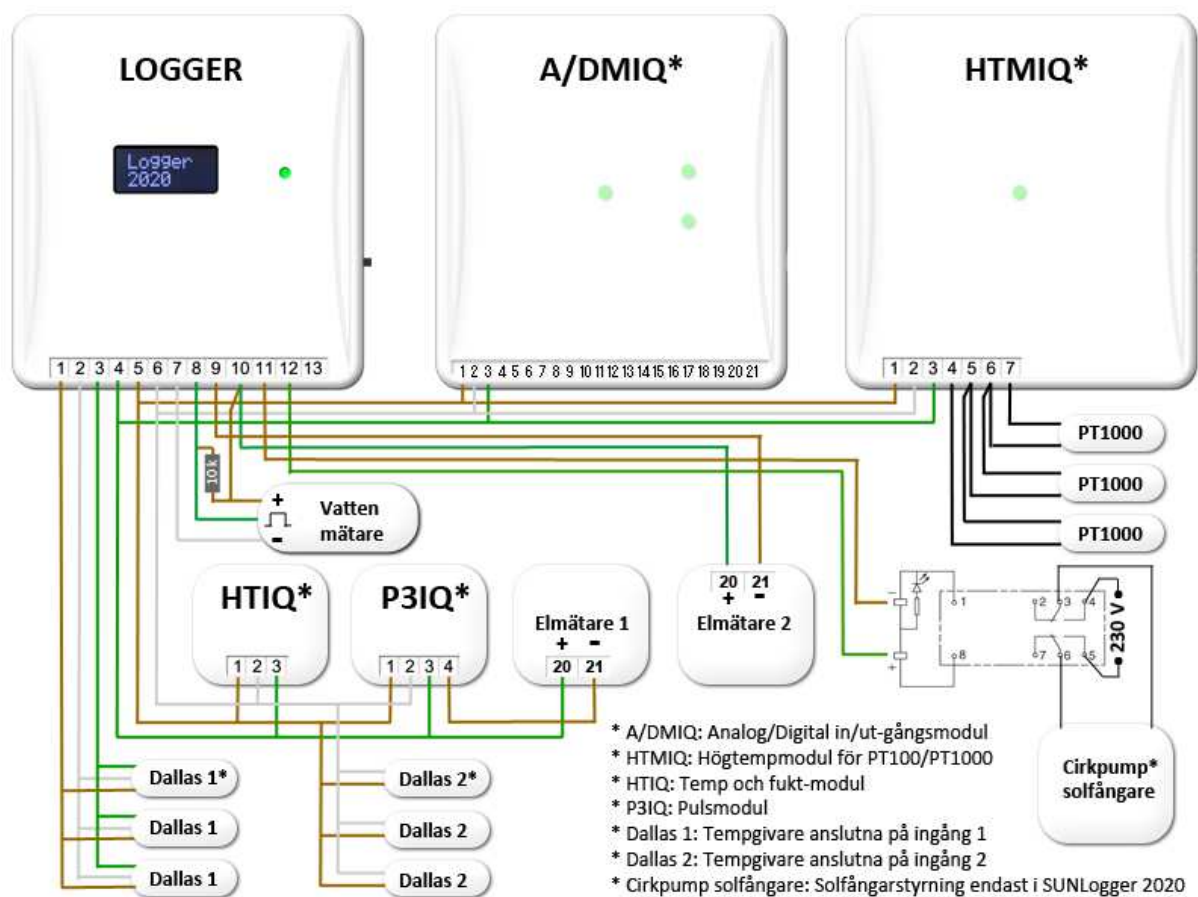 LOGGER
A/DMIQ*
HTMIQ*
Logger
2020
1 2 3 4 5 6 7 8 9 10 11 12 13
1 2 3 4 5 6 7 8 9 10 11 12 13 14 15 16 17 18 19 20 21
1 2 3 4 5 6 7
PT1000
PT1000
PT1000
10 k
+
-
Vatten
mätare
HTIQ*
1 2 3
P3IQ*
1 2 3 4
Elmätare 1
+ -
20 21
20 21
+ -
Elmätare 2
- 1 2 3 4
+ 8 7 6 5
230 V
Cirkpump*
solfångare
Dallas 1*
Dallas 1
Dallas 1
Dallas 2*
Dallas 2
Dallas 2
* A/DMIQ: Analog/Digital in/ut-gångsmodul
* HTMIQ: Högtempmodul för PT100/PT1000
* HTIQ: Temp och fukt-modul
* P3IQ: Pulsmodul
* Dallas 1: Tempgivare anslutna på ingång 1
* Dallas 2: Tempgivare anslutna på ingång 2
* Cirkpump solfångare: Solfångarstyrning endast i SUNLogger 2020